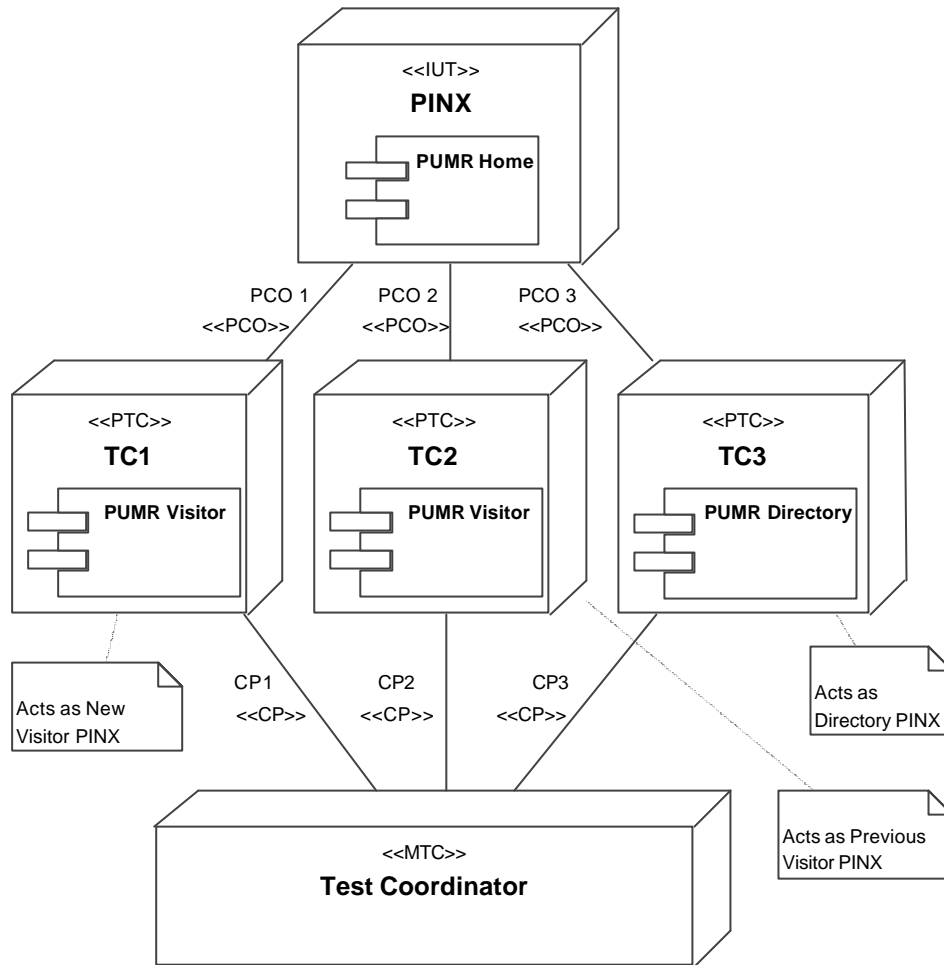 <<IUT>>
PINX
PUMR Home
PCO 1
<<PCO>>
PCO 2
<<PCO>>
PCO 3
<<PCO>>
<<PTC>>
TC1
PUMR Visitor
<<PTC>>
TC2
PUMR Visitor
<<PTC>>
TC3
PUMR Directory
Acts as New
Visitor PINX
CP1
<<CP>>
CP2
<<CP>>
CP3
<<CP>>
Acts as
Directory PINX
Acts as Previous
Visitor PINX
<<MTC>>
Test Coordinator